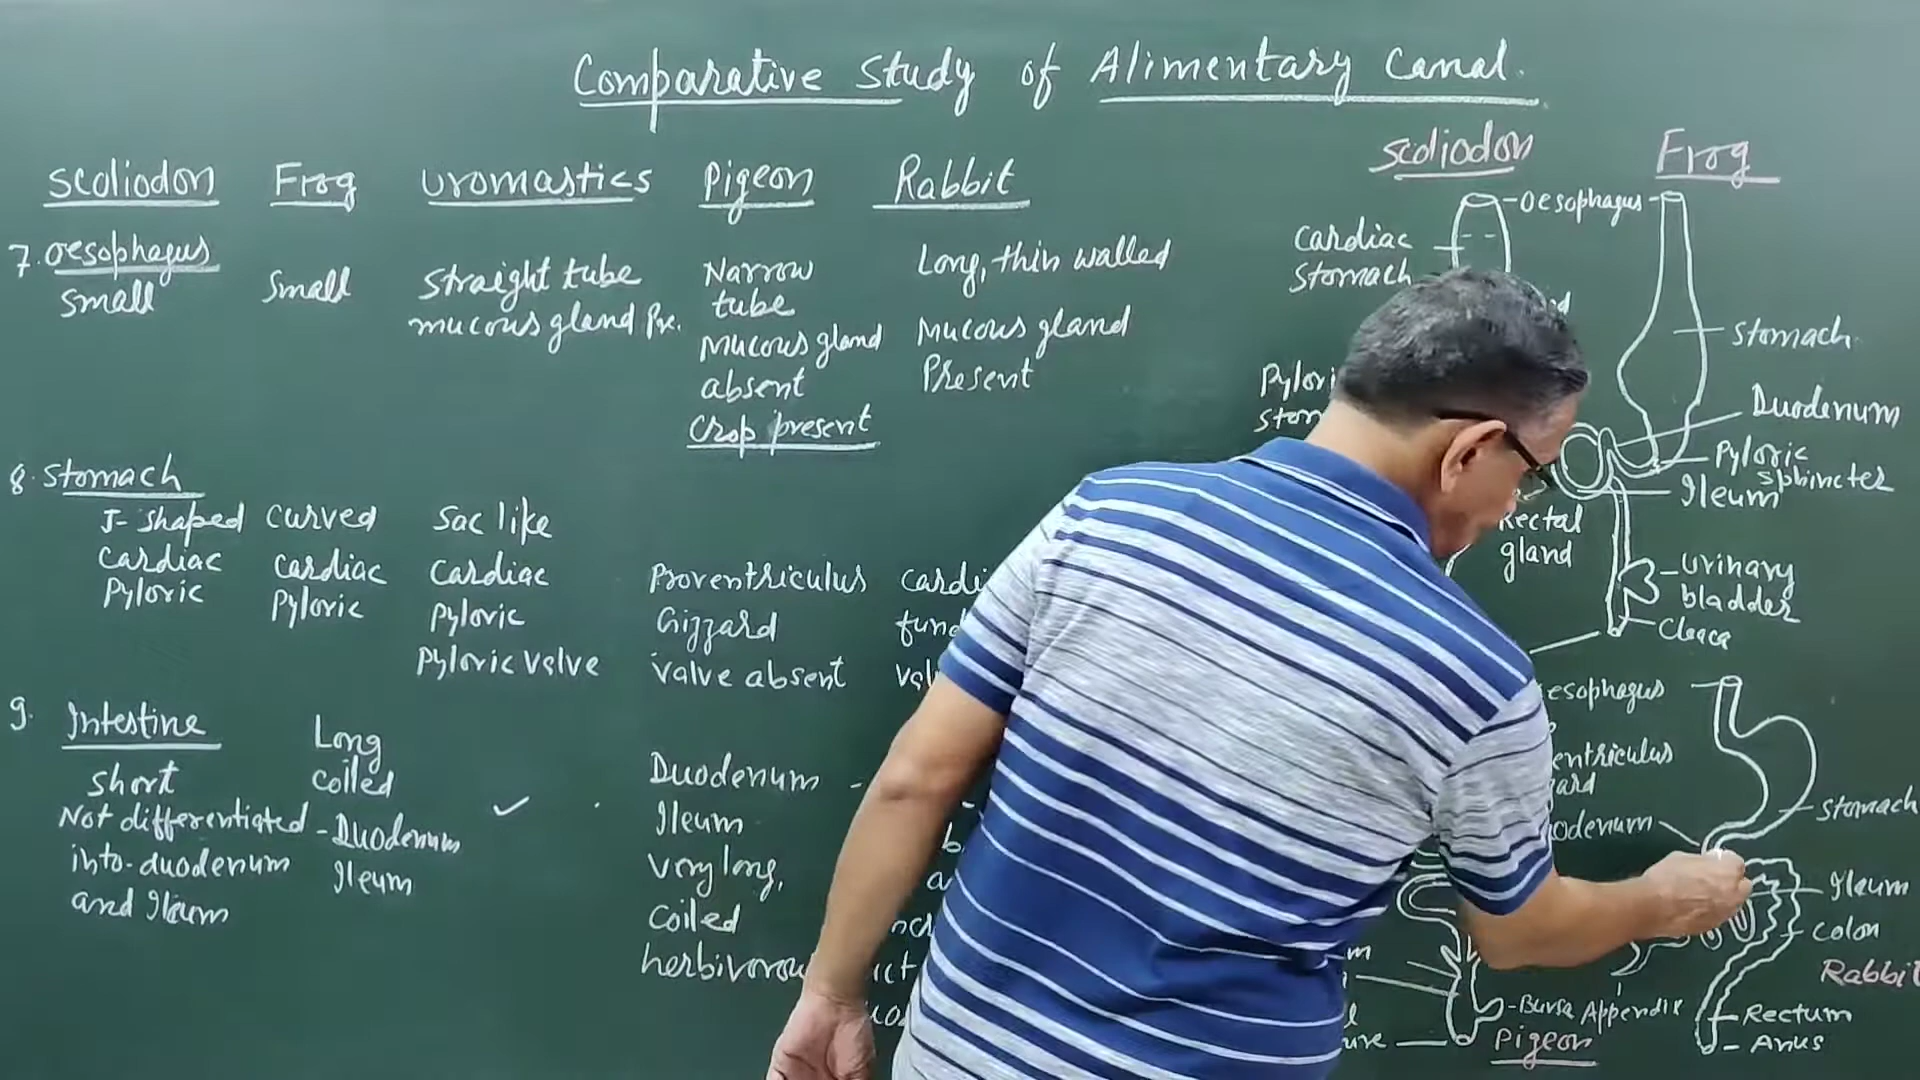 Comparative Study of Alimentary Canal.
Scoliodon Frog Uromastics Pigeon Rabbit
7. Oesophagus
Small
Small
Straight tube
mucous gland Pre.
Narrow
tube
Mucous gland
absent
Crop present
Long, thin walled
Mucous gland
Present
8. Stomach
J-Shaped
Cardiac
Pyloric
Curved
Cardiac
Pyloric
Sac like
Cardiac
Pyloric
Pyloric Valve
Proventriculus
Gizzard
Valve absent
9. Intestine
Short
Not differentiated
into-duodenum
and Ileum
Long
Coiled
-Duodenum
Ileum
Duodenum -
Ileum
Very long,
Coiled
Scoliodon
Frog
Oesophagus
Cardiac
Stomach
Stomach
Duodenum
Pyloric
Sphincter
Ileum
Rectal
gland
Urinary
bladder
Cloaca
Stomach
Ileum
Colon
Rabbit
-Bursa
Appendix
Pigeon
Rectum
Anus